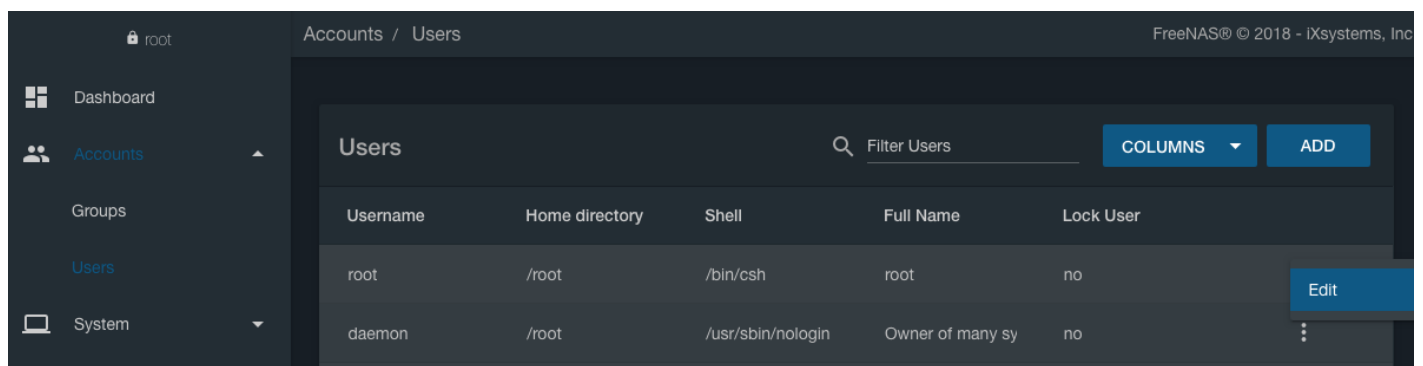 root
Accounts / Users
FreeNAS® © 2018 - iXsystems, Inc
Dashboard
Accounts
Groups
Users
System
Users
Filter Users
COLUMNS
ADD
Username Home directory Shell Full Name Lock User
root /root /bin/csh root no
Edit
daemon /root /usr/sbin/nologin Owner of many sy no